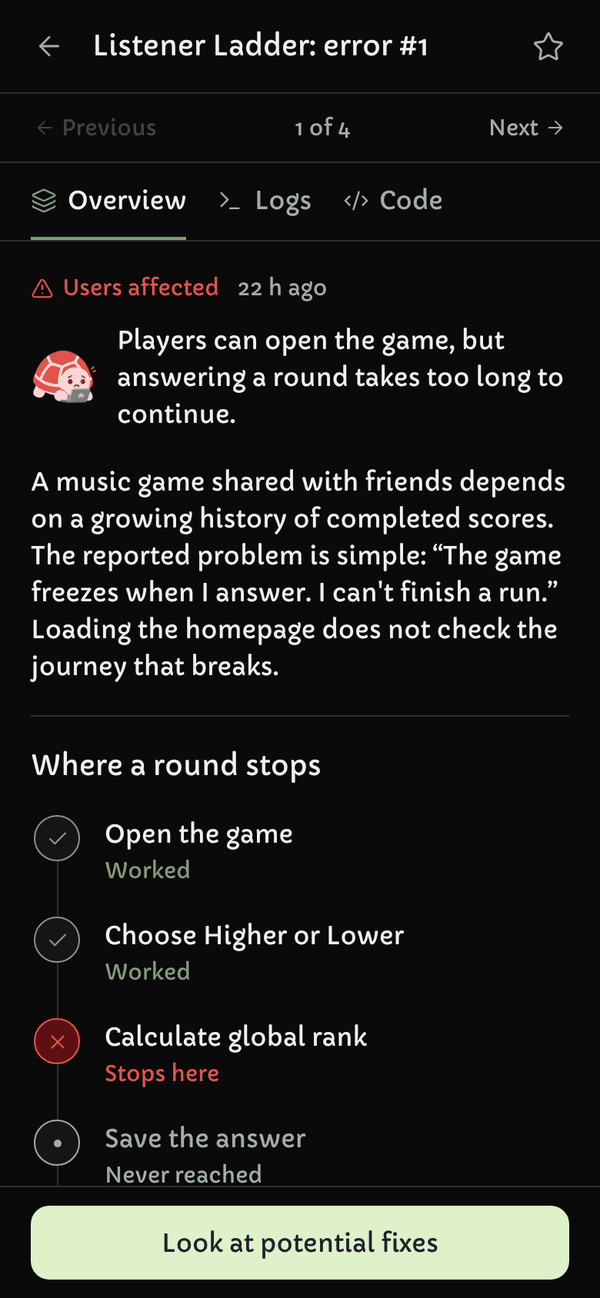 Listener Ladder: error #1
← Previous
1 of 4
Next →
Overview
>_ Logs
</> Code
Users affected 22 h ago
Players can open the game, but
answering a round takes too long to
continue.
A music game shared with friends depends
on a growing history of completed scores.
The reported problem is simple: “The game
freezes when I answer. I can't finish a run.”
Loading the homepage does not check the
journey that breaks.
Where a round stops
Open the game
Worked
Choose Higher or Lower
Worked
Calculate global rank
Stops here
Save the answer
Never reached
Look at potential fixes